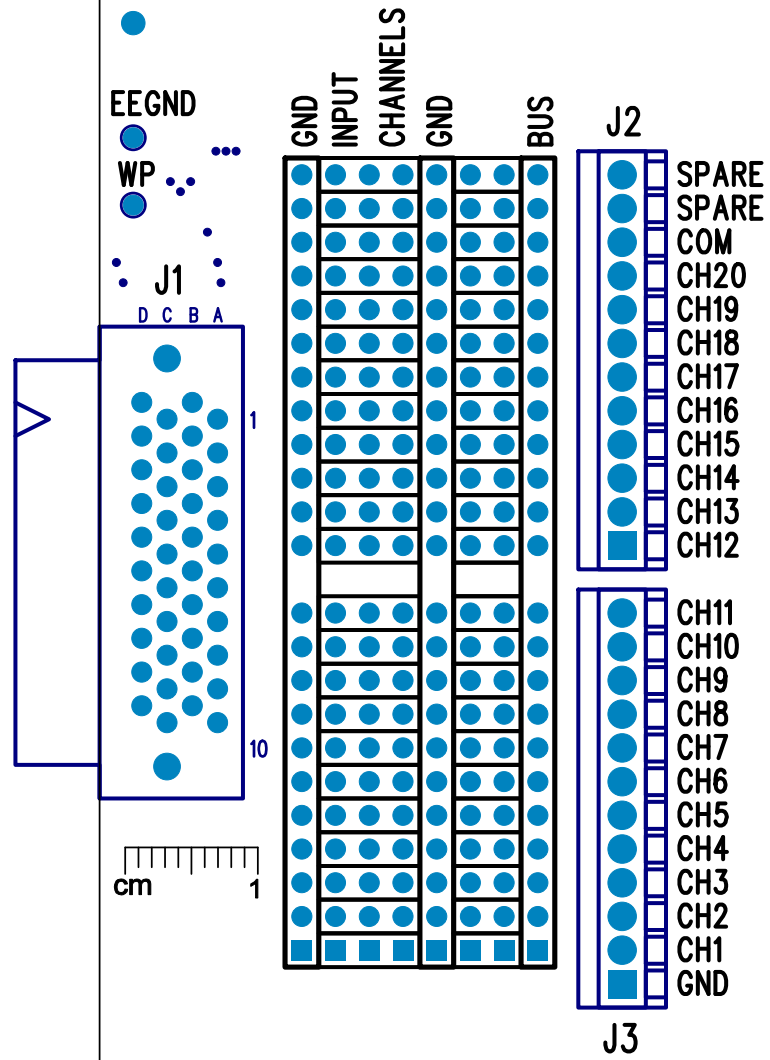 EEGND
WP
J1
D C B A
1
10
cm 1
GND
INPUT
CHANNELS
GND
BUS
J2
SPARE
SPARE
COM
CH20
CH19
CH18
CH17
CH16
CH15
CH14
CH13
CH12
CH11
CH10
CH9
CH8
CH7
CH6
CH5
CH4
CH3
CH2
CH1
GND
J3